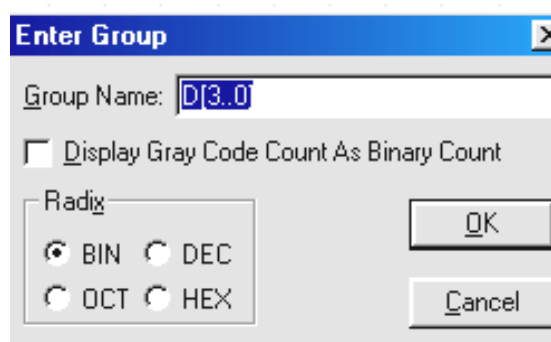 Enter Group
Group Name: D[3..0]
Display Gray Code Count As Binary Count
Radix
BIN DEC
OCT HEX
OK
Cancel